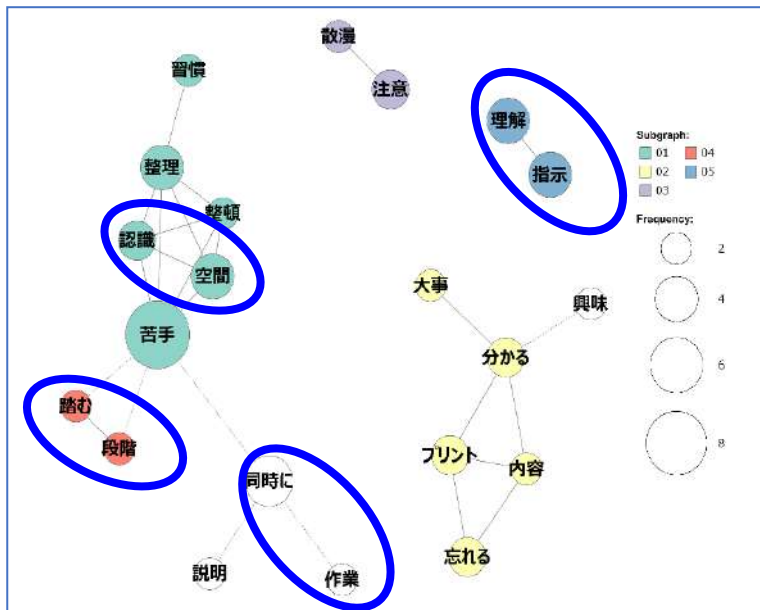 散漫
注意
習慣
整理
整頓
認識
空間
苦手
踏む
段階
同時に
説明
作業
理解
指示
大事
興味
分かる
プリント
内容
忘れる
Subgraph:
01 04
02 05
03
Frequency:
2
4
6
8